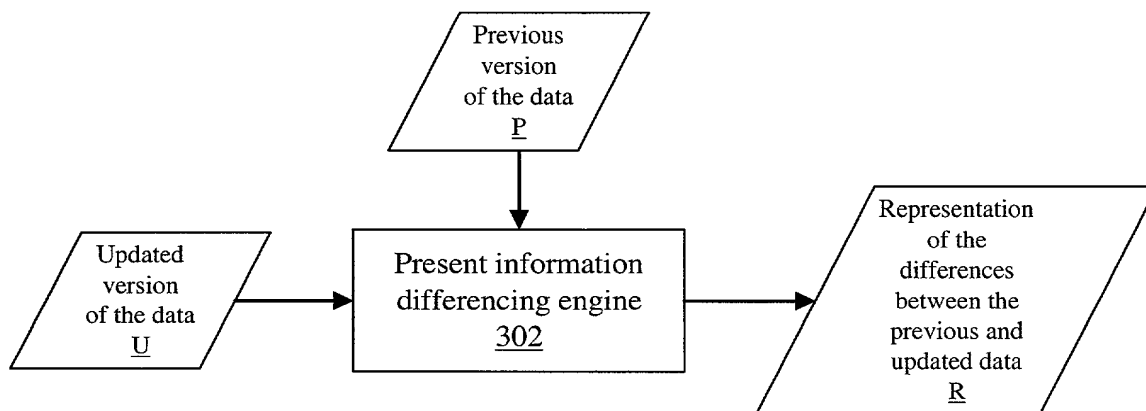 Previous
version
of the data
P
Updated
version
of the data
U
Present information
differencing engine
302
Representation
of the
differences
between the
previous and
updated data
R